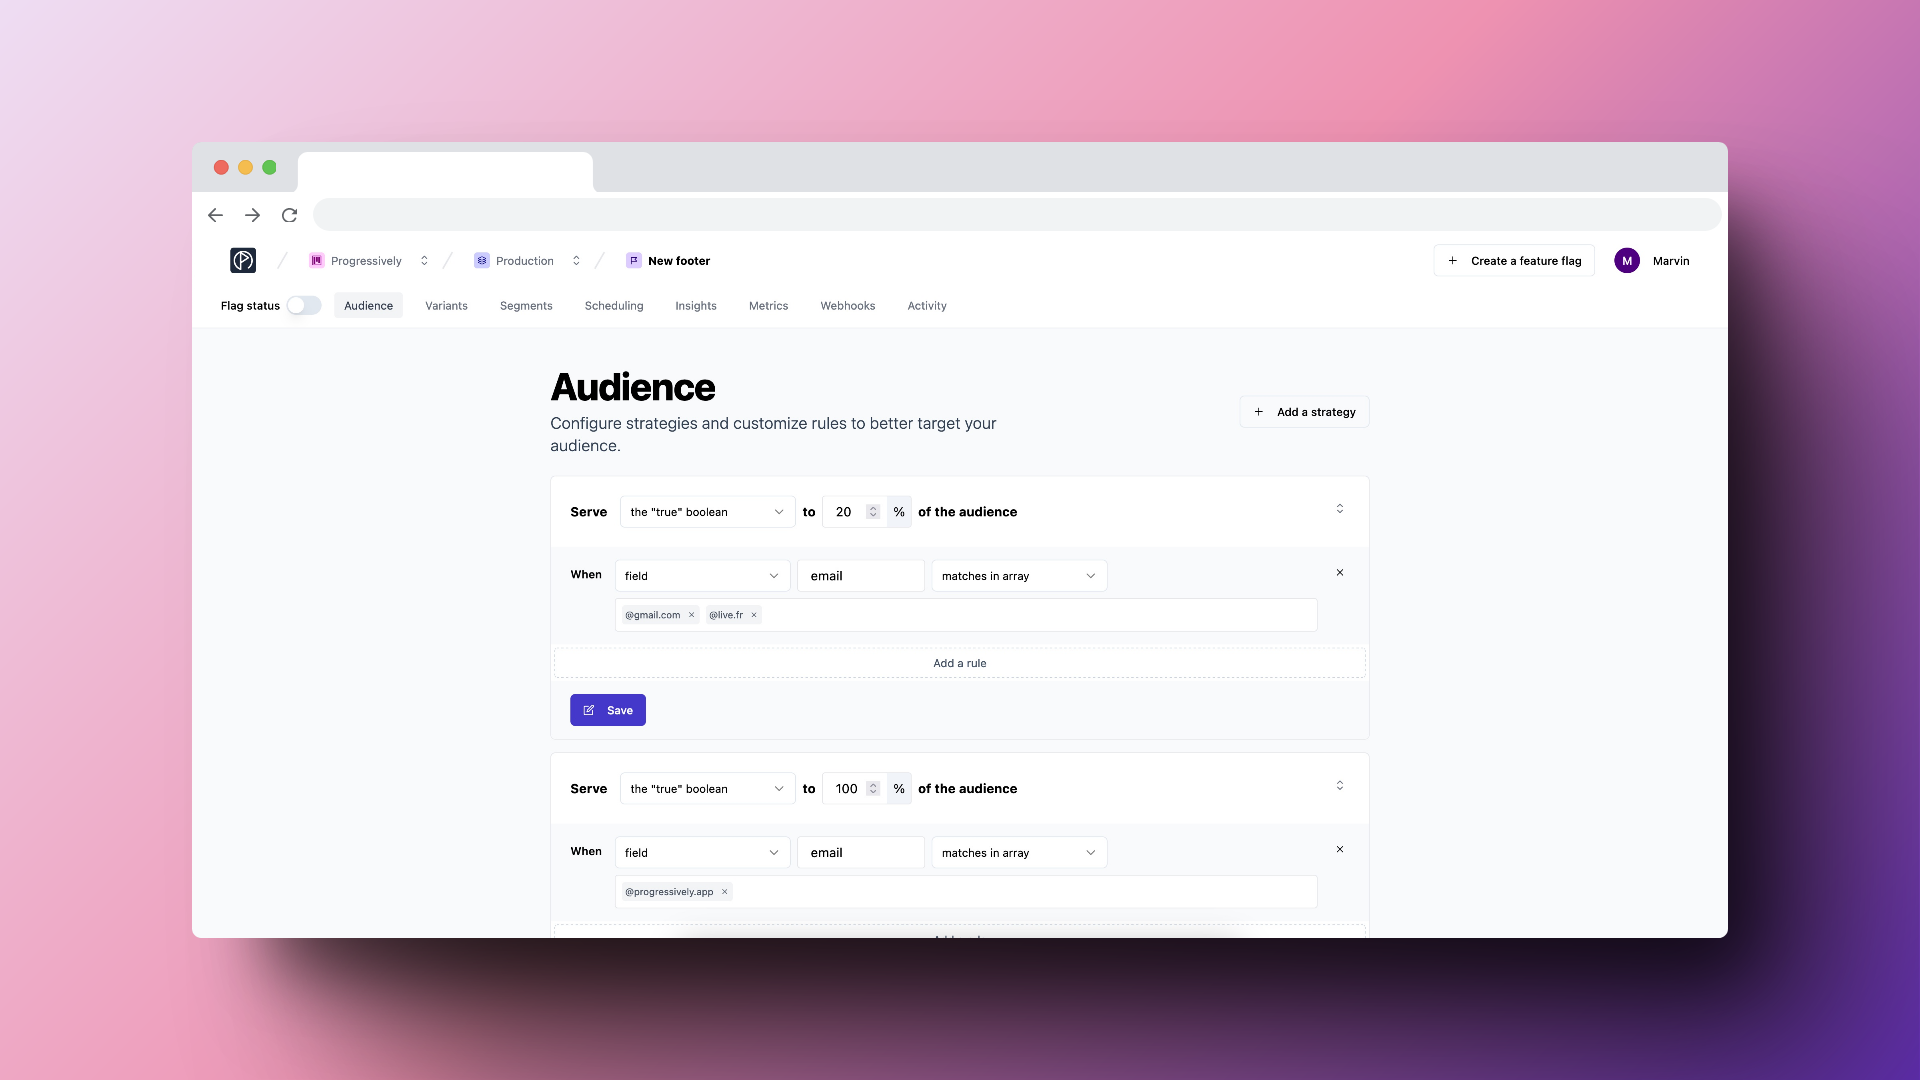 Progressively
Production
New footer
Create a feature flag
M
Marvin
Flag status
Audience
Variants
Segments
Scheduling
Insights
Metrics
Webhooks
Activity
Audience
Configure strategies and customize rules to better target your
audience.
Add a strategy
Serve the "true" boolean to 20 % of the audience
When field email matches in array
@gmail.com × @live.fr ×
Add a rule
Save
Serve the "true" boolean to 100 % of the audience
When field email matches in array
@progressively.app ×